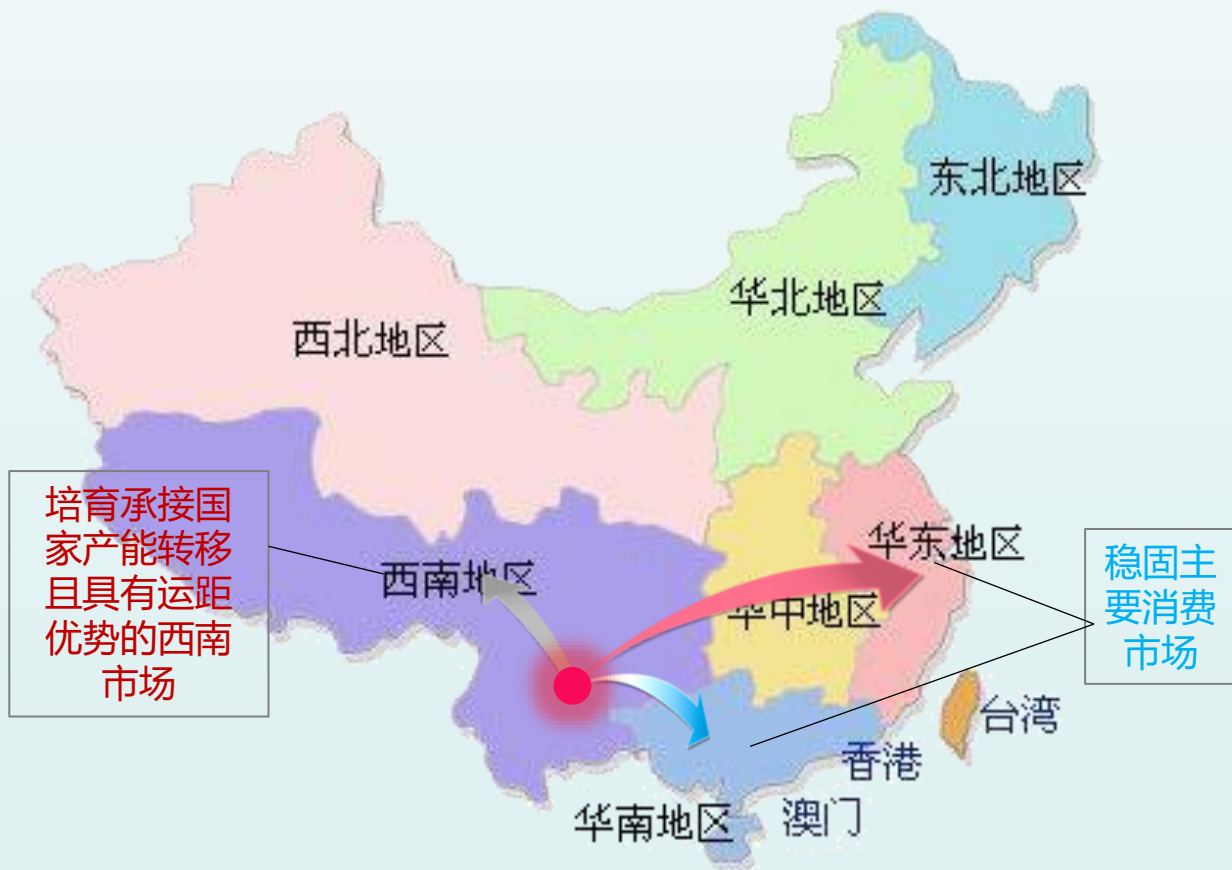 东北地区
华北地区
西北地区
培育承接国
家产能转移
且具有运距
优势的西南
市场
西南地区
华东地区
稳固主
要消费
市场
华中地区
台湾
香港
澳门
华南地区